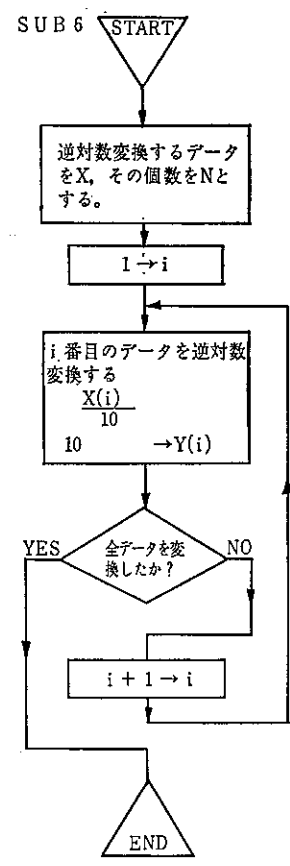 SUB6
START
逆対数変換するデータ
をX，その個数をNと
する。
1→i
i番目のデータを逆対数
変換する
X(i)
10
10 →Y(i)
全データを変
換したか？
YES
NO
i＋1→i
END